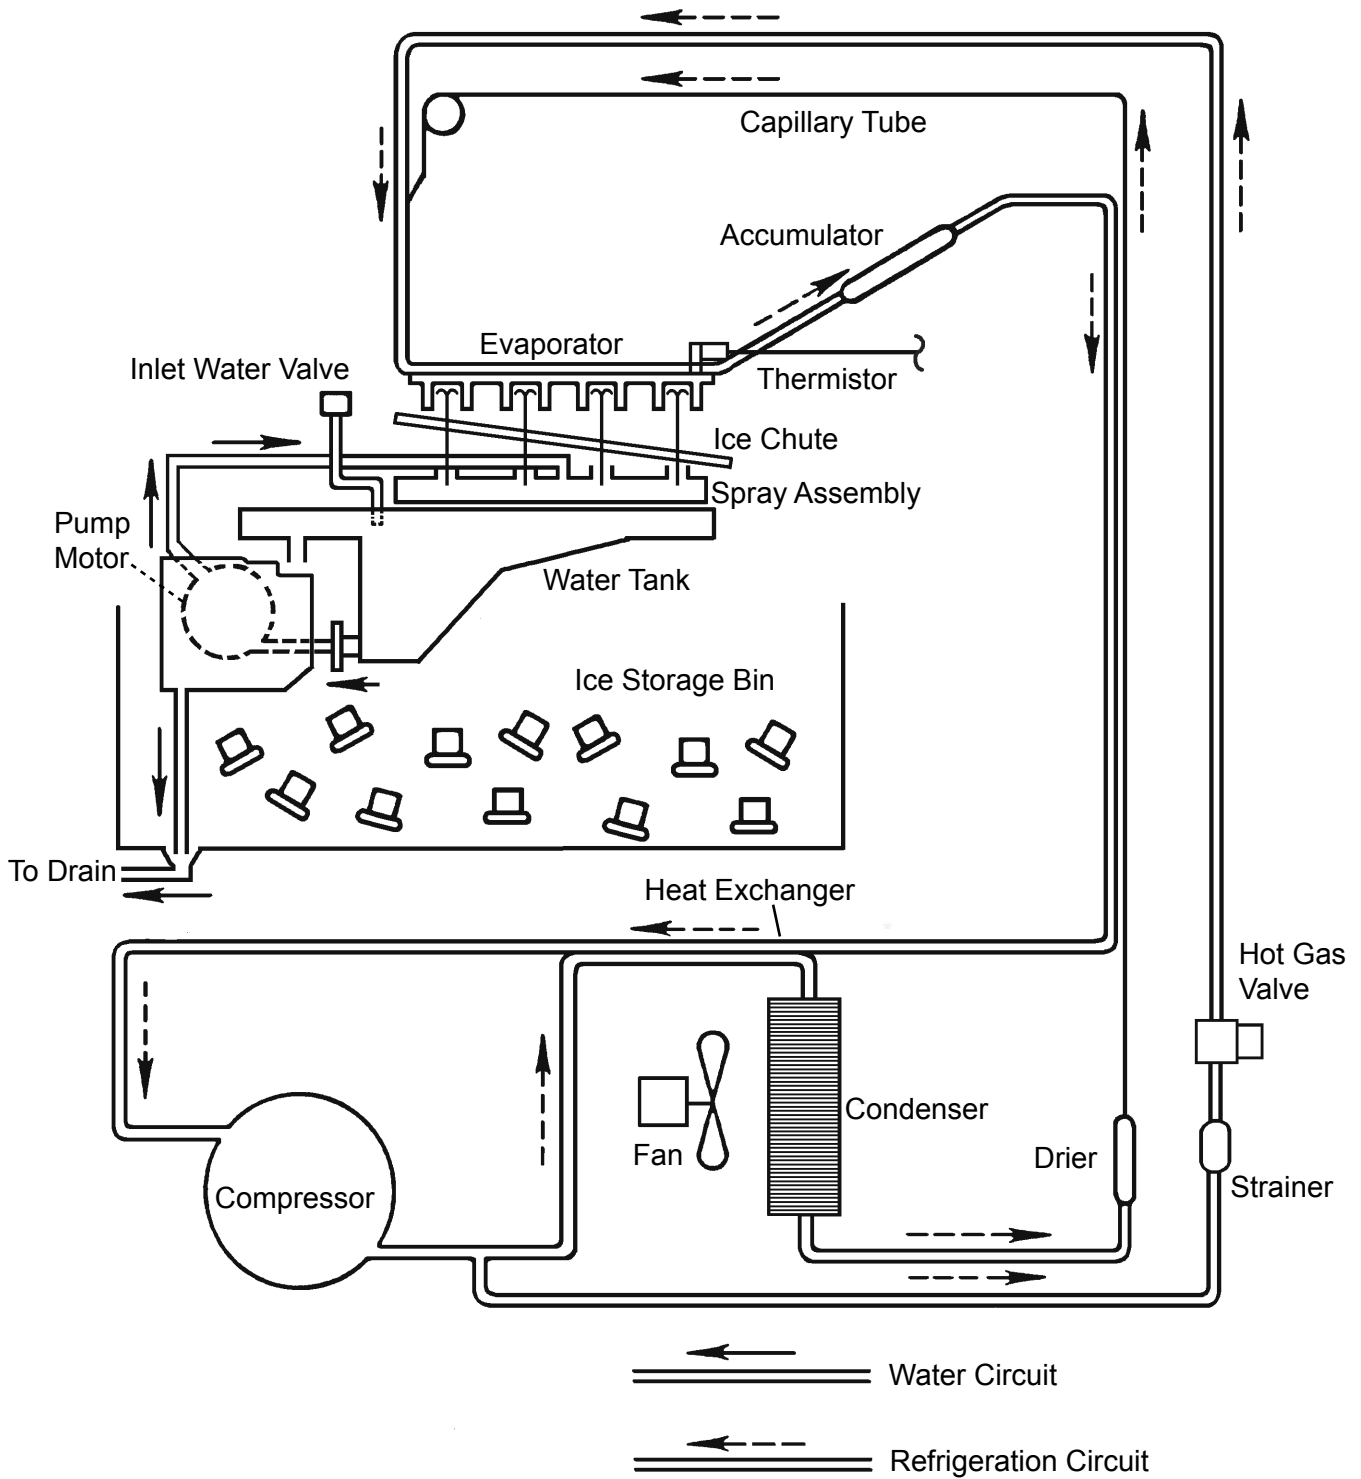 Capillary Tube
Accumulator
Evaporator
Inlet Water Valve
Thermistor
Ice Chute
Spray Assembly
Pump
Motor
Water Tank
Ice Storage Bin
To Drain
Heat Exchanger
Hot Gas
Valve
Condenser
Fan
Drier
Strainer
Compressor
Water Circuit
Refrigeration Circuit